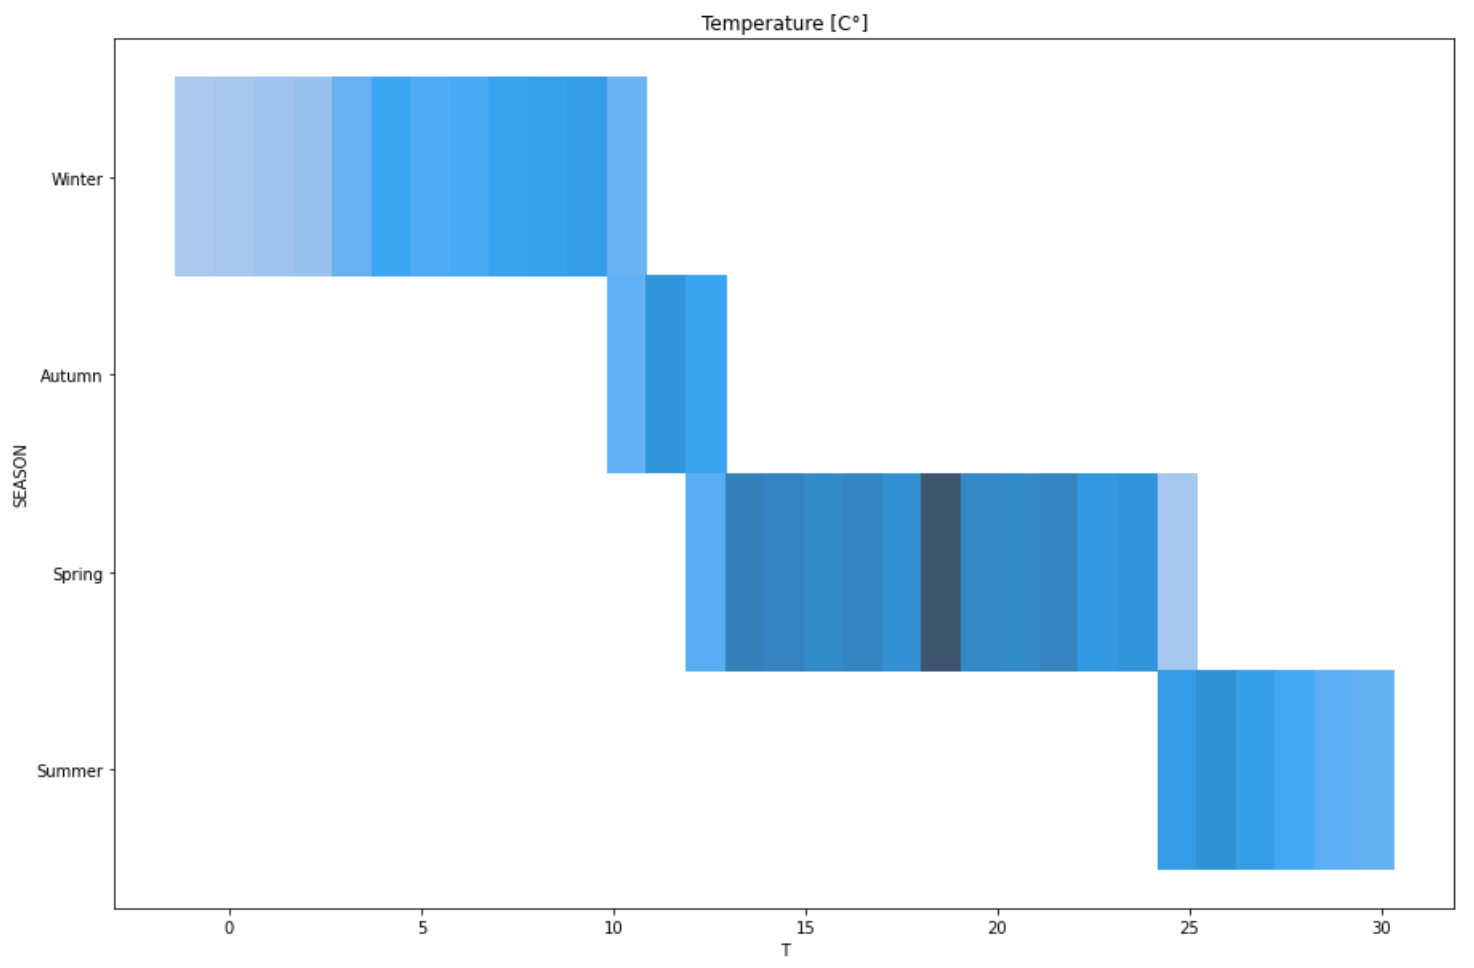 Temperature [C°]
SEASON
Winter
Autumn
Spring
Summer
0 5 10 15 20 25 30
T